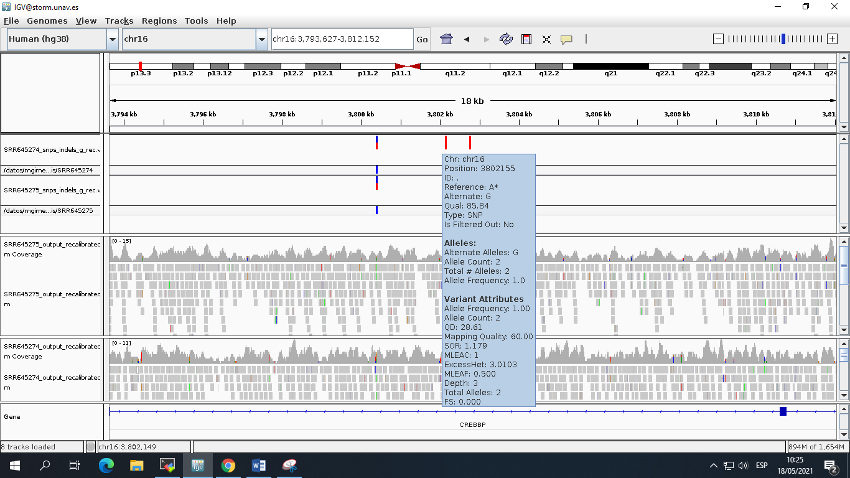 IGV@storm.unav.es
File Genomes View Tracks Regions Tools Help
Human (hg38) chr16 chr16:3,793,627-3,812,152 Go
p13.3 p13.2 p13.12 p12.3 p12.2 p12.1 p11.2 p11.1 q11.2 q12.1 q12.2 q21 q22.1 q22.3 q23.2 q24.1 q24
18 kb
3,794 kb 3,796 kb 3,798 kb 3,800 kb 3,802 kb 3,804 kb 3,806 kb 3,808 kb 3,810 kb 3,81
SRR645274_snps_indels_g_rec.v
/datos/mgime...is/SRR645274
SRR645275_snps_indels_g_rec.v
/datos/mgime...is/SRR645275
Chr: chr16
Position: 3802155
ID: .
Reference: A*
Alternate: G
Qual: 85.84
Type: SNP
Is Filtered Out: No
Alleles:
Alternate Alleles: G
Allele Count: 2
Total # Alleles: 2
Allele Frequency: 1.0
Variant Attributes
Allele Frequency: 1.00
Allele Count: 2
QD: 28.61
Mapping Quality: 60.00
SOR: 1.179
MLEAC: 1
ExcessHet: 3.0103
MLEAF: 0.500
Depth: 3
Total Alleles: 2
FS: 0.000
SRR645275_output_recalibrated
m Coverage
[0 - 15]
SRR645275_output_recalibrated
m
SRR645274_output_recalibrated
m Coverage
[0 - 11]
SRR645274_output_recalibrated
m
Gene
CREBBP
8 tracks loaded chr16:3,802,149 894M of 1,654M
ESP 10:25
18/05/2021
2